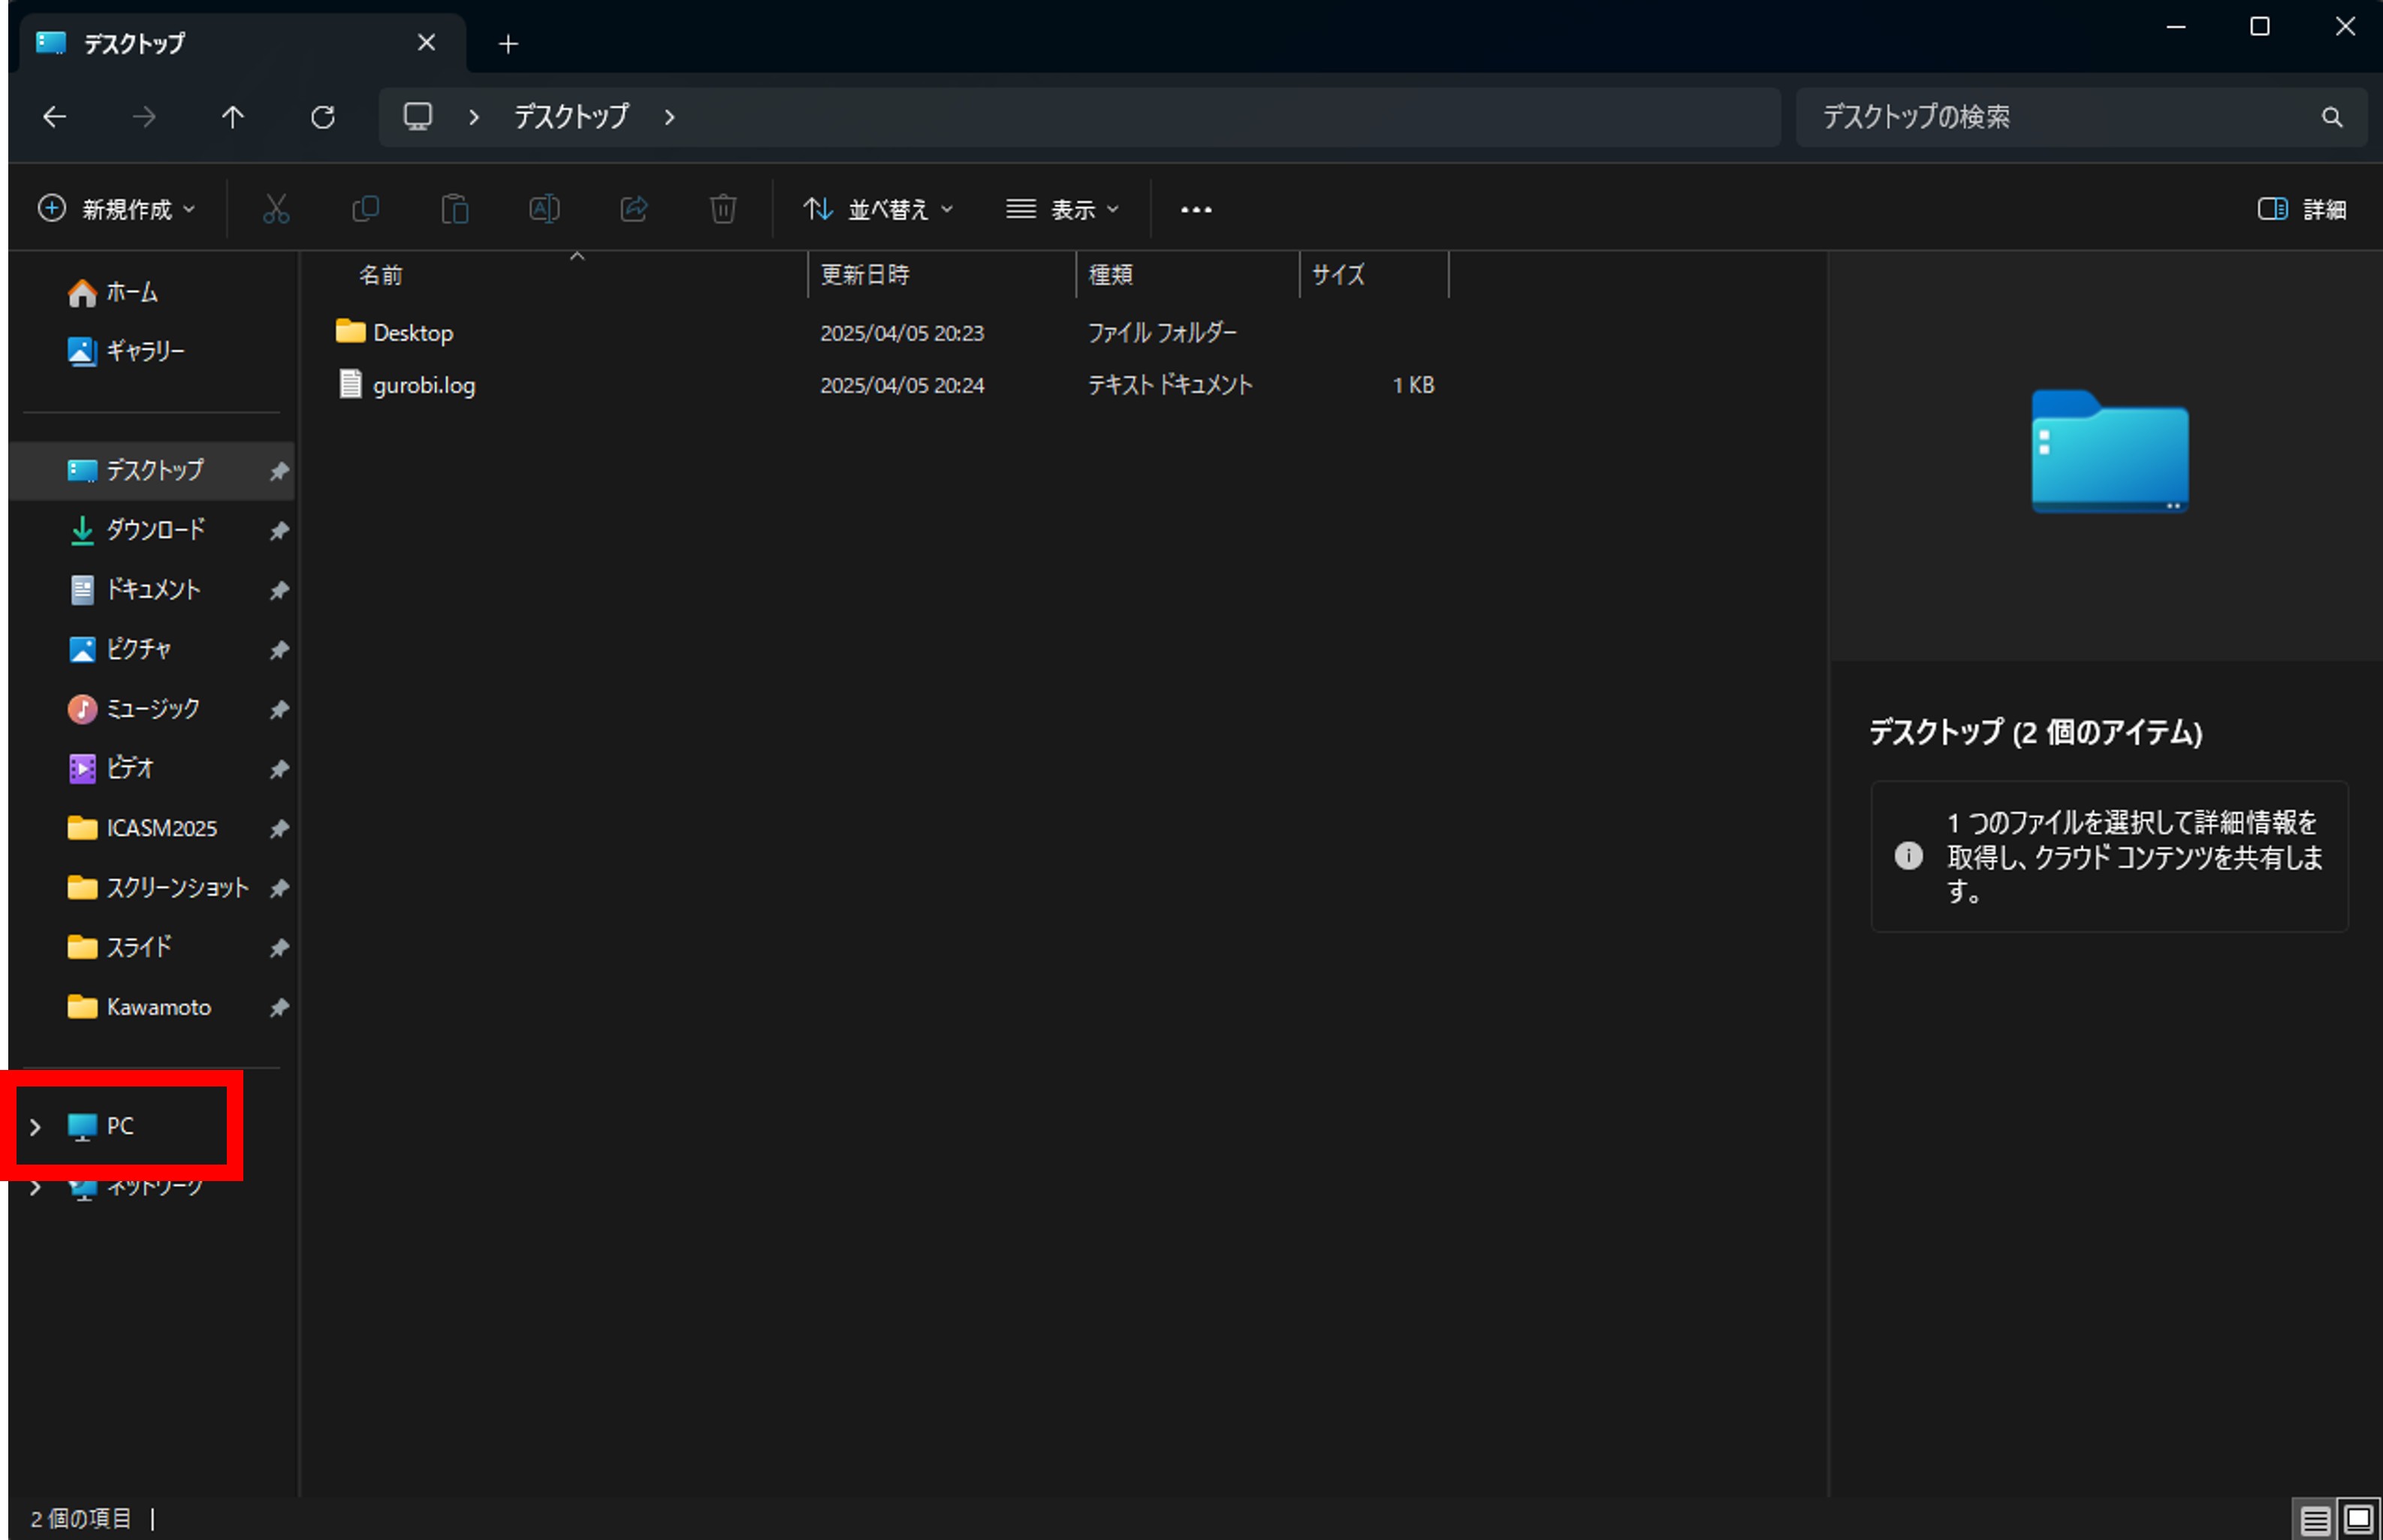 デスクトップ
デスクトップ
デスクトップの検索
新規作成
並べ替え
表示
詳細
名前
更新日時
種類
サイズ
Desktop
2025/04/05 20:23
ファイル フォルダー
gurobi.log
2025/04/05 20:24
テキスト ドキュメント
1 KB
ホーム
ギャラリー
デスクトップ
ダウンロード
ドキュメント
ピクチャ
ミュージック
ビデオ
ICASM2025
スクリーンショット
スライド
Kawamoto
PC
ネットワーク
デスクトップ (2 個のアイテム)
1 つのファイルを選択して詳細情報を
取得し、クラウド コンテンツを共有しま
す。
2 個の項目